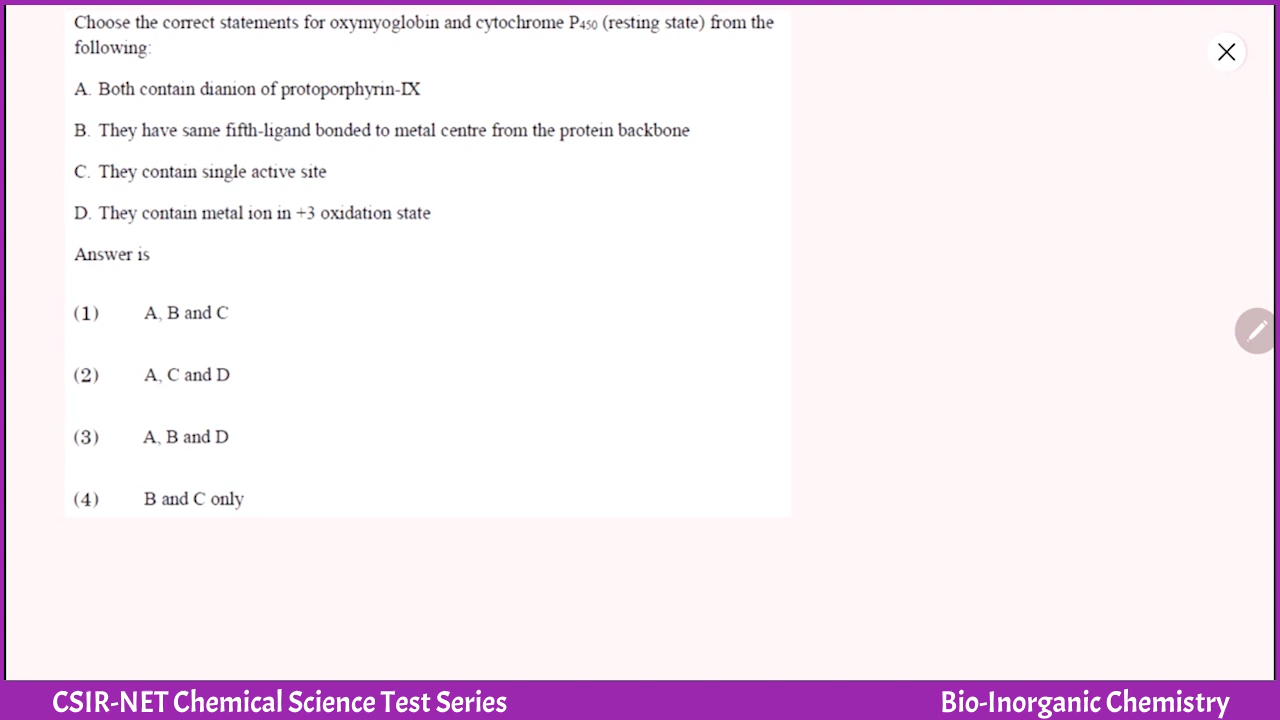 Choose the correct statements for oxymyoglobin and cytochrome P₄₅₀ (resting state) from the
following:
A. Both contain dianion of protoporphyrin-IX
B. They have same fifth-ligand bonded to metal centre from the protein backbone
C. They contain single active site
D. They contain metal ion in +3 oxidation state
Answer is
(1) A, B and C
(2) A, C and D
(3) A, B and D
(4) B and C only
CSIR-NET Chemical Science Test Series
Bio-Inorganic Chemistry